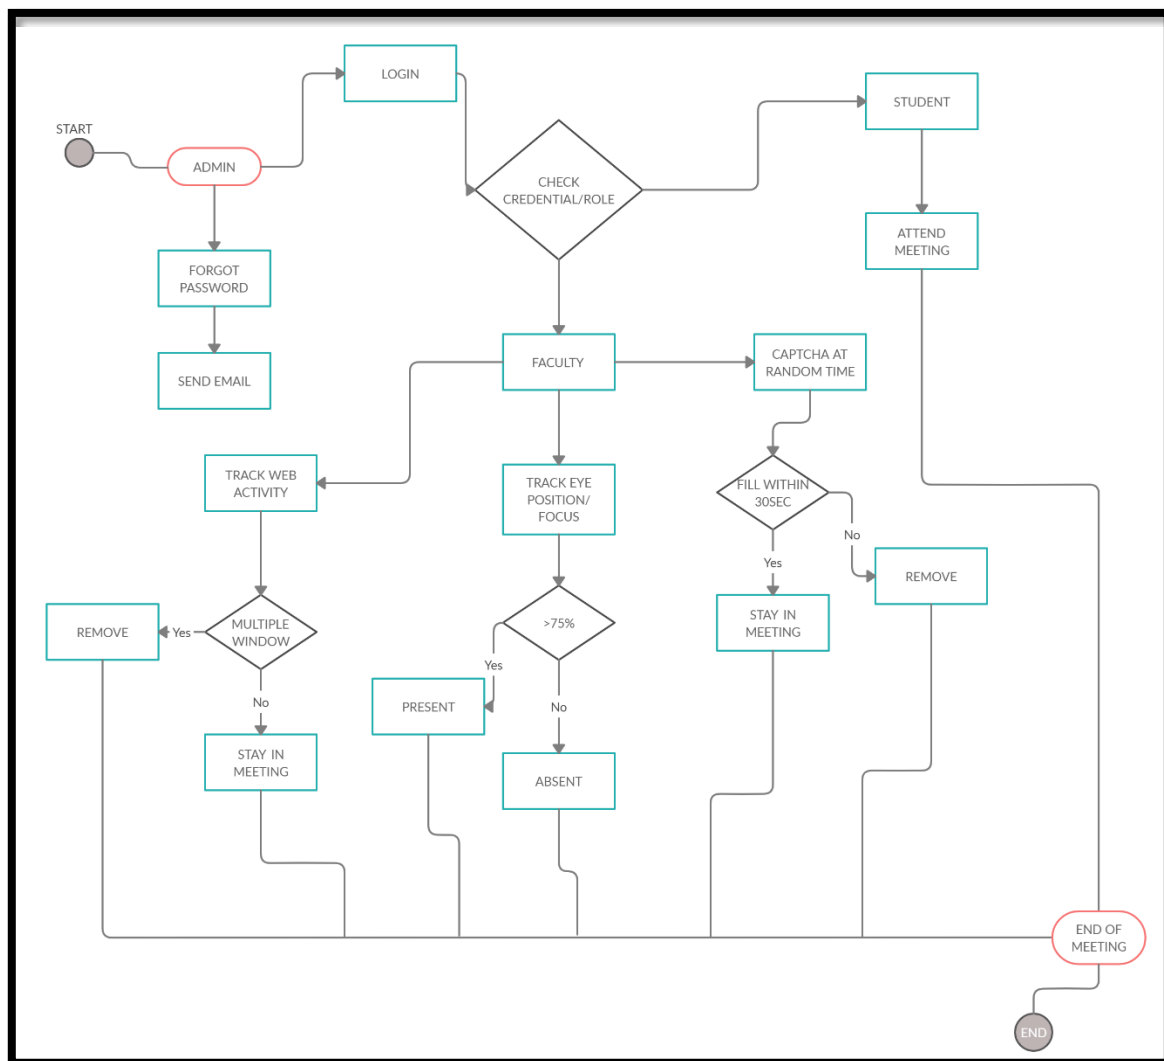 LOGIN
STUDENT
START
ADMIN
CHECK
CREDENTIAL/ROLE
ATTEND
MEETING
FORGOT
PASSWORD
SEND EMAIL
FACULTY
CAPTCHA AT
RANDOM TIME
TRACK WEB
ACTIVITY
TRACK EYE
POSITION/
FOCUS
FILL WITHIN
30SEC
No
Yes
REMOVE
REMOVE
Yes
MULTIPLE
WINDOW
>75%
STAY IN
MEETING
Yes
No
No
PRESENT
STAY IN
MEETING
ABSENT
END OF
MEETING
END